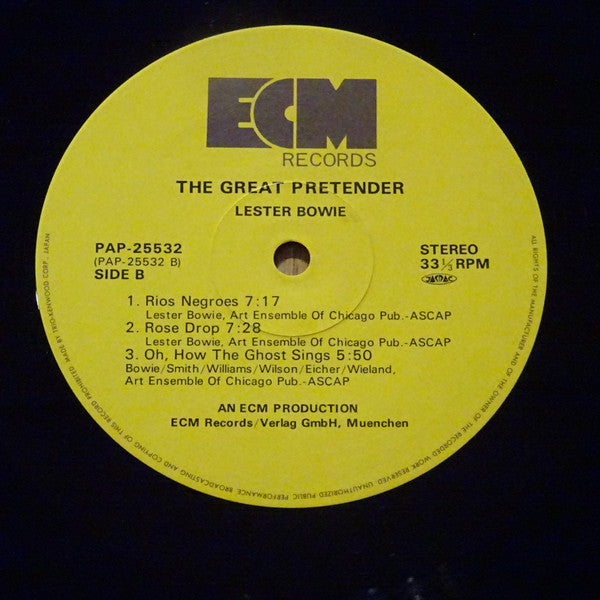 ECM
RECORDS
THE GREAT PRETENDER
LESTER BOWIE
PAP-25532
(PAP-25532 B)
SIDE B
STEREO
33 1/3 RPM
JASRAC
1. Rios Negroes 7:17
Lester Bowie, Art Ensemble Of Chicago Pub.-ASCAP
2. Rose Drop 7:28
Lester Bowie, Art Ensemble Of Chicago Pub.-ASCAP
3. Oh, How The Ghost Sings 5:50
Bowie/Smith/Williams/Wilson/Eicher/Wieland,
Art Ensemble Of Chicago Pub.-ASCAP
AN ECM PRODUCTION
ECM Records/Verlag GmbH, Muenchen
ALL RIGHTS OF THE MANUFACTURER AND OF THE OWNER OF THE RECORDED WORK RESERVED. UNAUTHORIZED PUBLIC PERFORMANCE, BROADCASTING AND COPYING OF THIS RECORD PROHIBITED. MADE BY TRIO-KENWOOD CORP., JAPAN